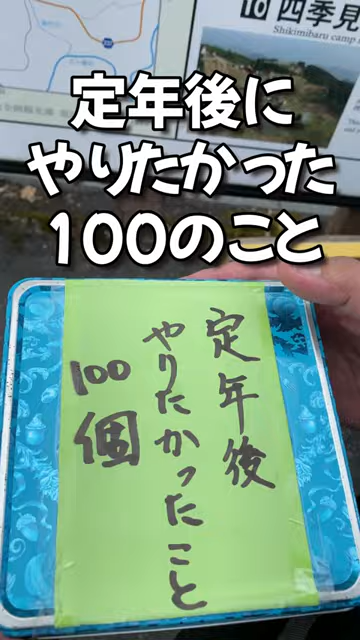 10 四季見
Shikimibaru camp
定年後に
やりたかった
100のこと
定年後
やりたかったこと
100個